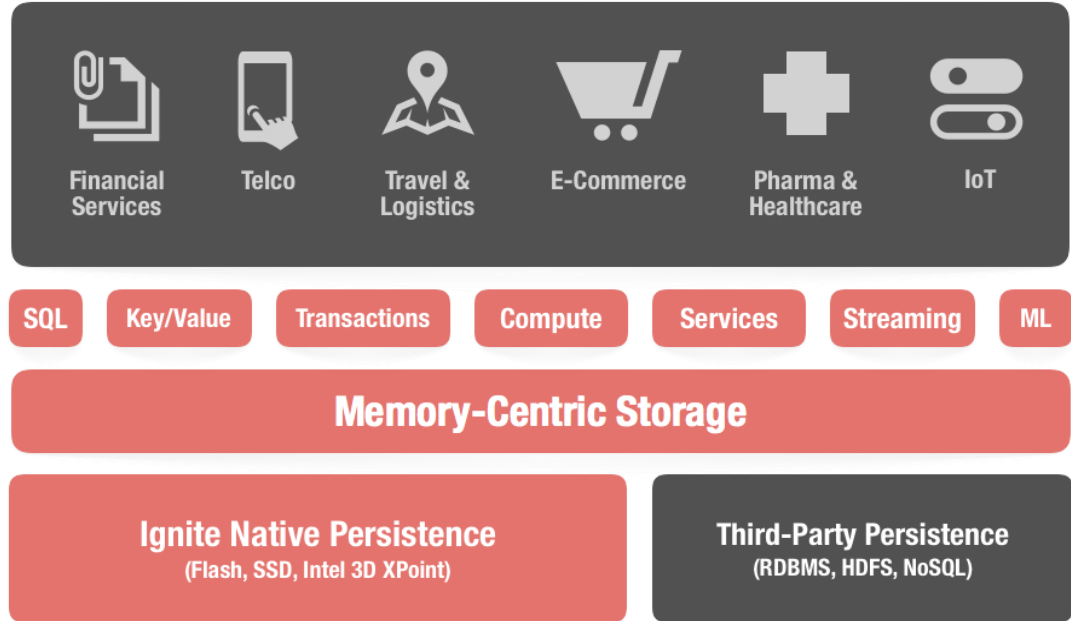 Financial
Services
Telco
Travel &
Logistics
E-Commerce
Pharma &
Healthcare
IoT
SQL
Key/Value
Transactions
Compute
Services
Streaming
ML
Memory-Centric Storage
Ignite Native Persistence
(Flash, SSD, Intel 3D XPoint)
Third-Party Persistence
(RDBMS, HDFS, NoSQL)